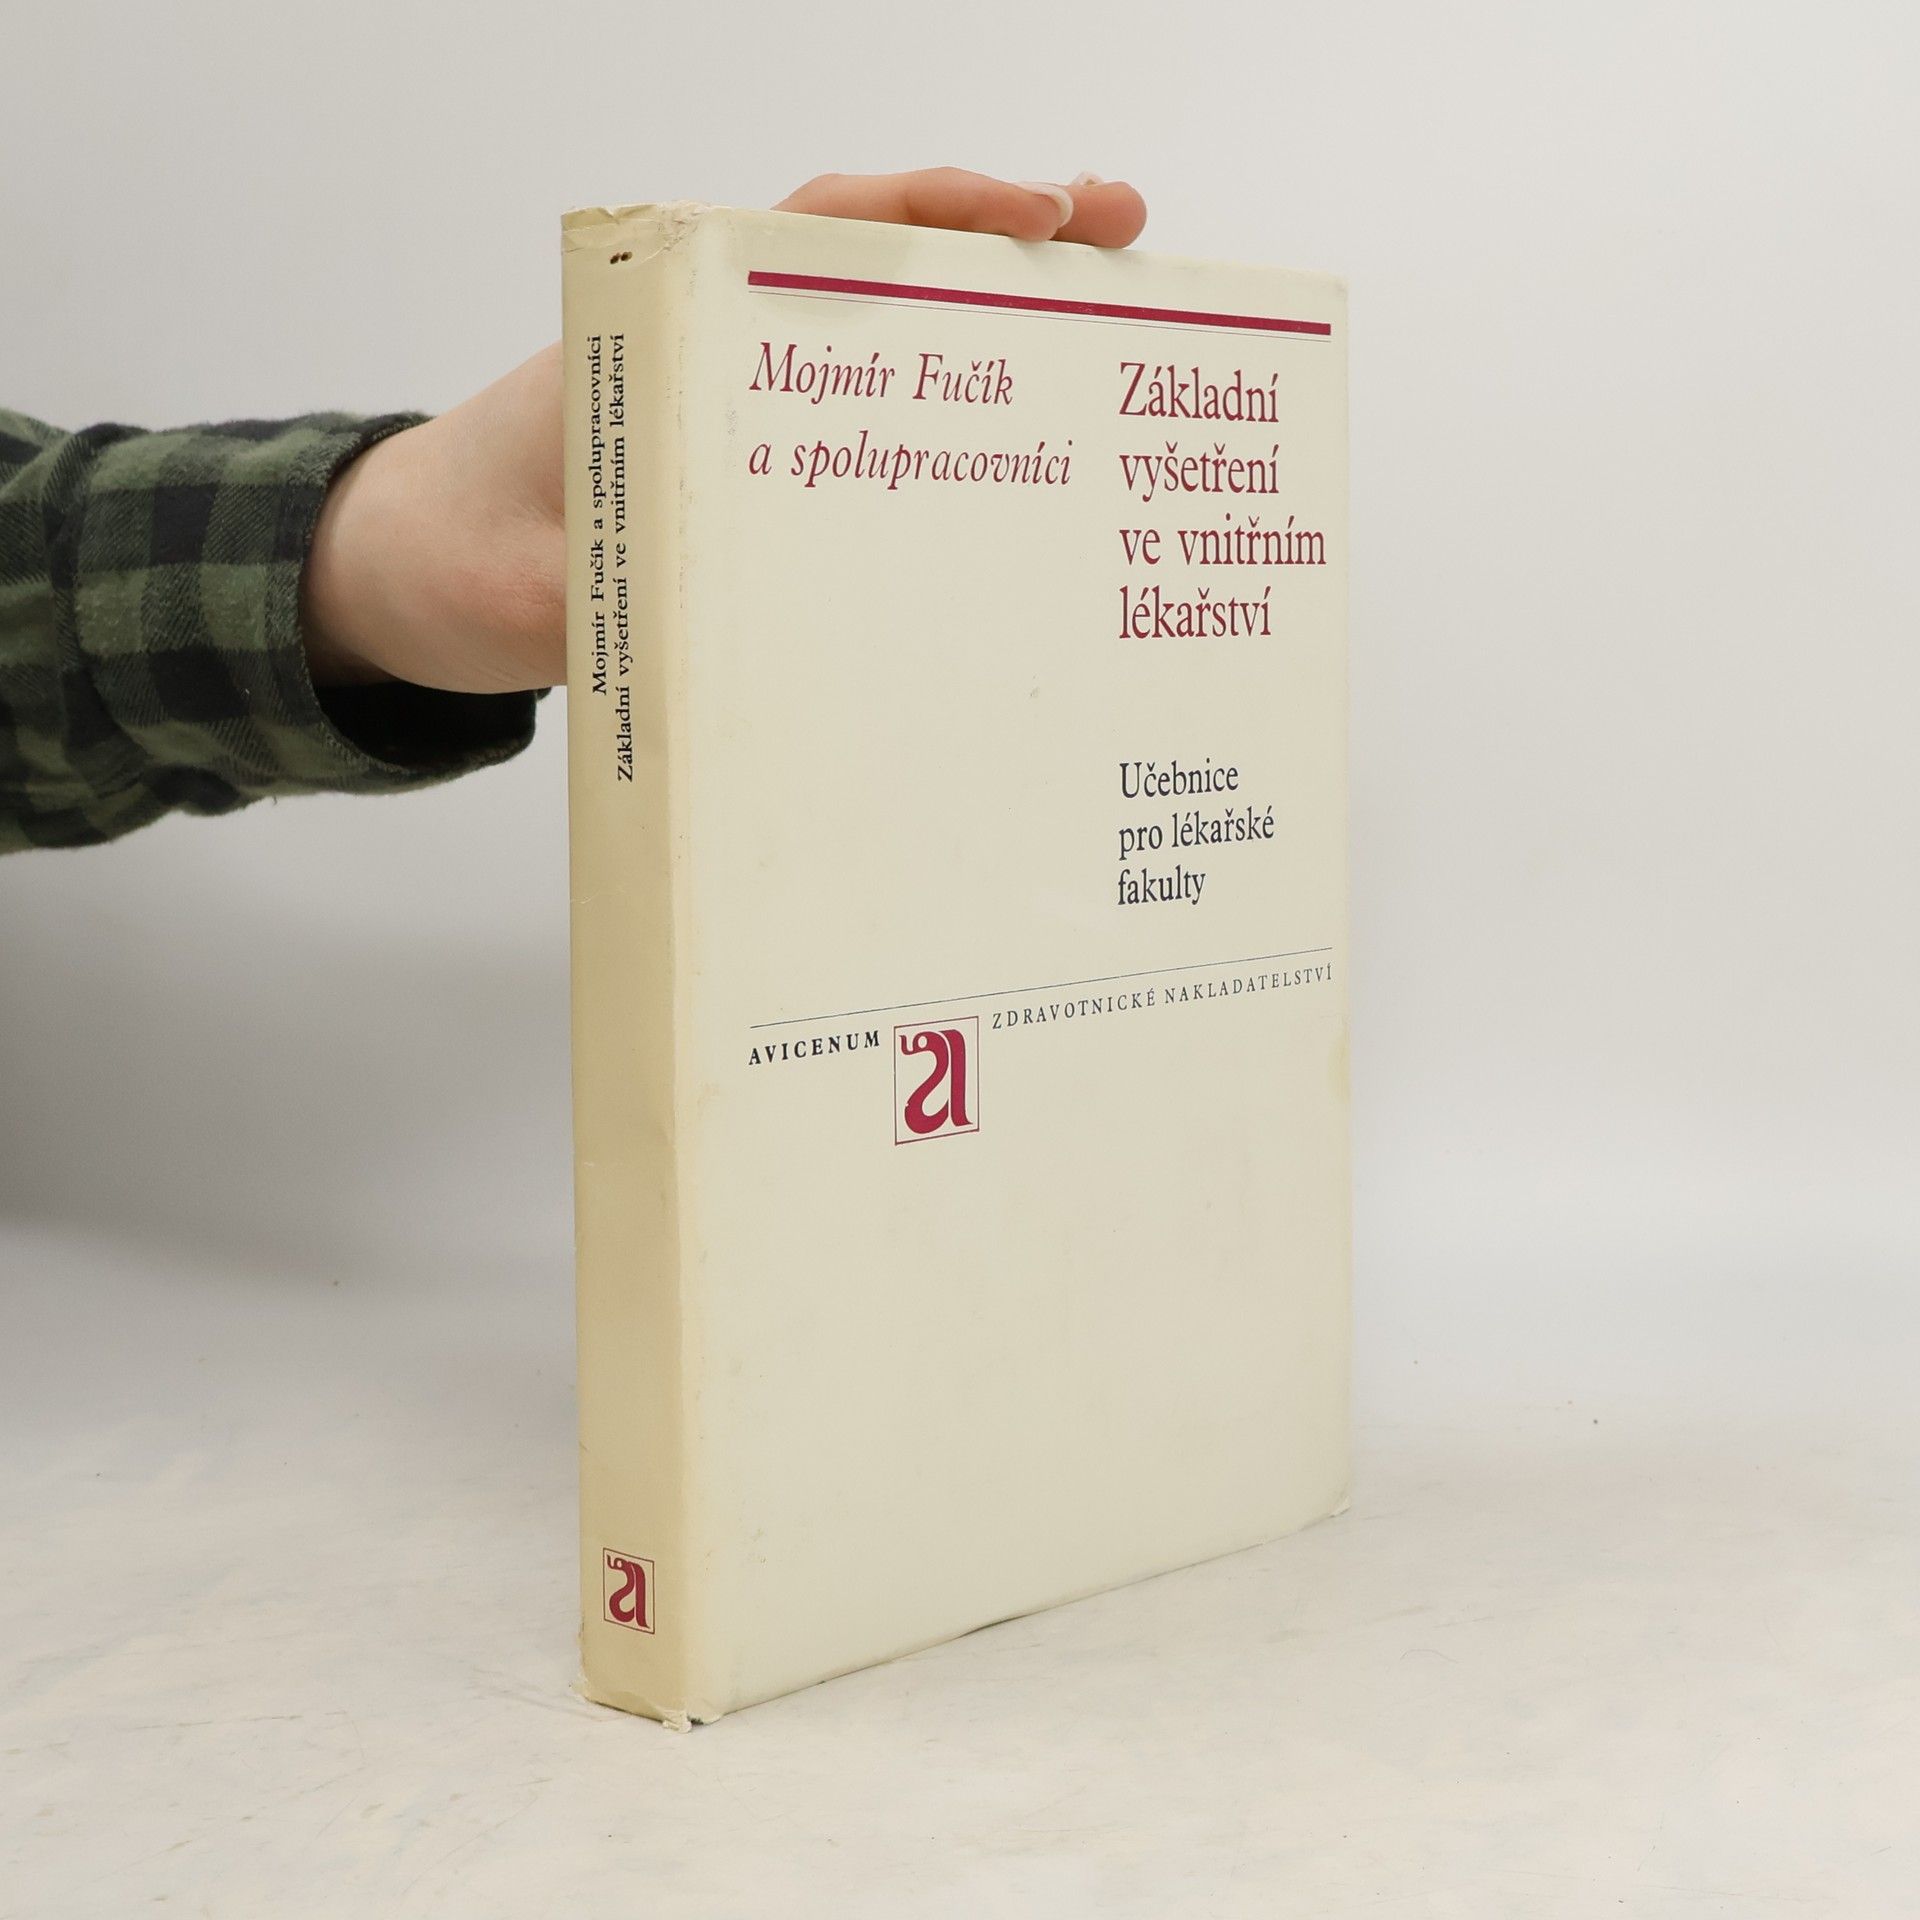 Mojmír Fučík a spolupracovníci
Základní vyšetření ve vnitřním lékařství
Mojmír Fučík
a spolupracovníci
Základní
vyšetření
ve vnitřním
lékařství
Učebnice
pro lékařské
fakulty
AVICENUM
ZDRAVOTNICKÉ NAKLADATELSTVÍ